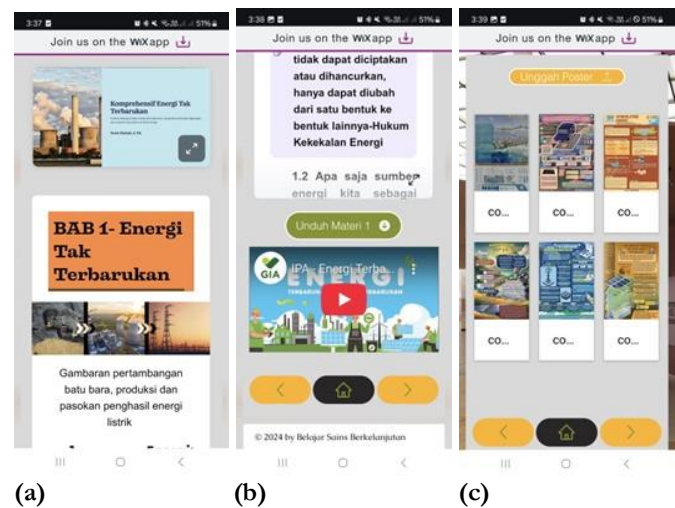 3:37
51%
Join us on the WiX app
Komprehensif Energi Tak
Terbarukan
BAB 1- Energi
Tak
Terbarukan
Gambaran pertambangan
batu bara, produksi dan
pasokan penghasil energi
listrik
(a)
3:38
51%
Join us on the WiX app
tidak dapat diciptakan
atau dihancurkan,
hanya dapat diubah
dari satu bentuk ke
bentuk lainnya-Hukum
Kekekalan Energi
1.2 Apa saja sumber
energi kita sebagai
Unduh Materi 1
GIA
IPA - Energi Terba...
ENERGI
© 2024 by Belajar Sains Berkelanjutan
(b)
3:39
51%
Join us on the WiX app
Unggah Poster
CO...
CO...
CO...
CO...
CO...
CO...
(c)